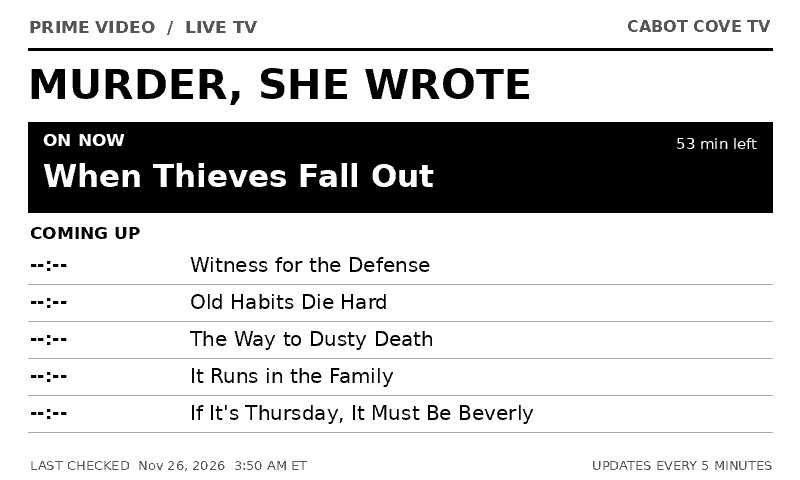 PRIME VIDEO / LIVE TV
CABOT COVE TV
MURDER, SHE WROTE
ON NOW
53 min left
When Thieves Fall Out
COMING UP
--:-- Witness for the Defense
--:-- Old Habits Die Hard
--:-- The Way to Dusty Death
--:-- It Runs in the Family
--:-- If It's Thursday, It Must Be Beverly
LAST CHECKED Nov 26, 2026 3:50 AM ET
UPDATES EVERY 5 MINUTES